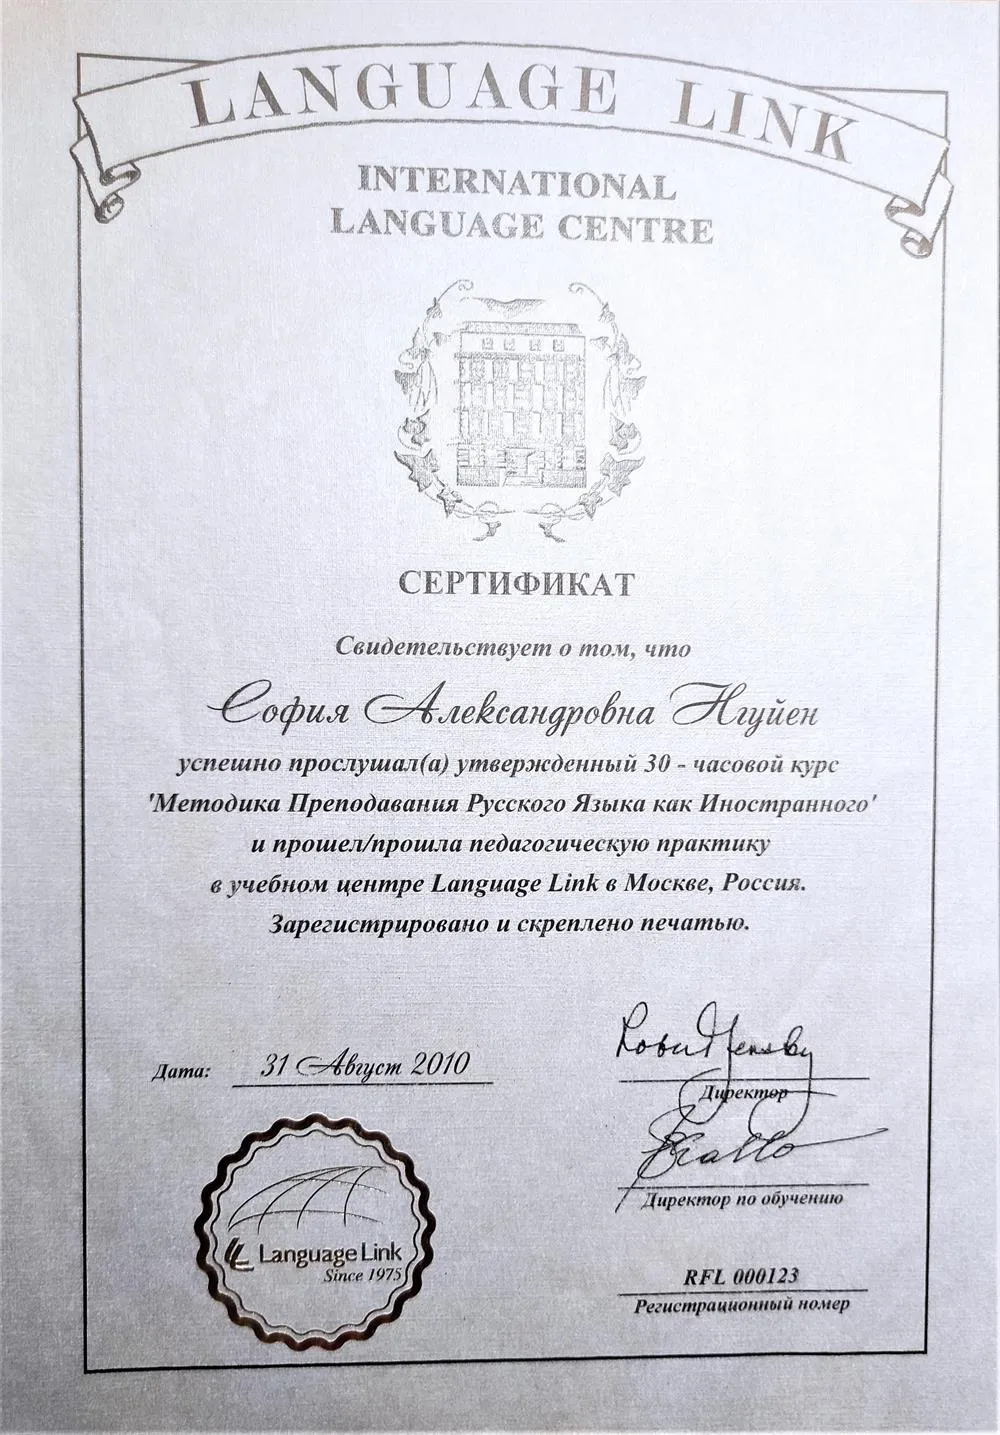 LANGUAGE LINK
INTERNATIONAL
LANGUAGE CENTRE
СЕРТИФИКАТ
Свидетельствует о том, что
София Александровна Нгуйен
успешно прослушал(а) утвержденный 30 - часовой курс
'Методика Преподавания Русского Языка как Иностранного'
и прошел/прошла педагогическую практику
в учебном центре Language Link в Москве, Россия.
Зарегистрировано и скреплено печатью.
Дата: 31 Август 2010
Директор
Директор по обучению
Language Link
Since 1975
RFL 000123
Регистрационный номер